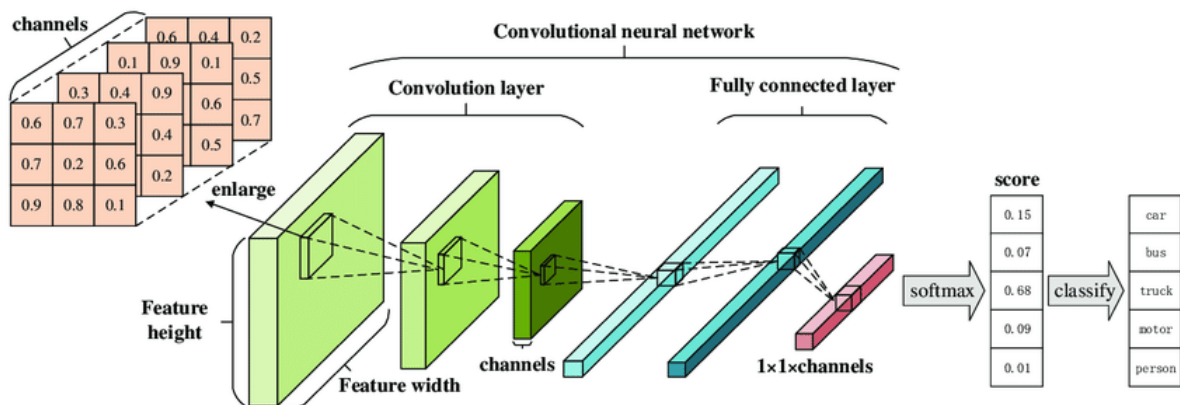 channels
0.6 0.4 0.2
0.1 0.9 0.1
0.5
0.3 0.4 0.9
0.6
0.7
0.6 0.7 0.3
0.4
0.5
0.7 0.2 0.6
0.2
0.9 0.8 0.1
enlarge
Convolutional neural network
Convolution layer
Fully connected layer
Feature
height
Feature width
channels
1×1×channels
softmax
score
0.15
0.07
0.68
0.09
0.01
classify
car
bus
truck
motor
person